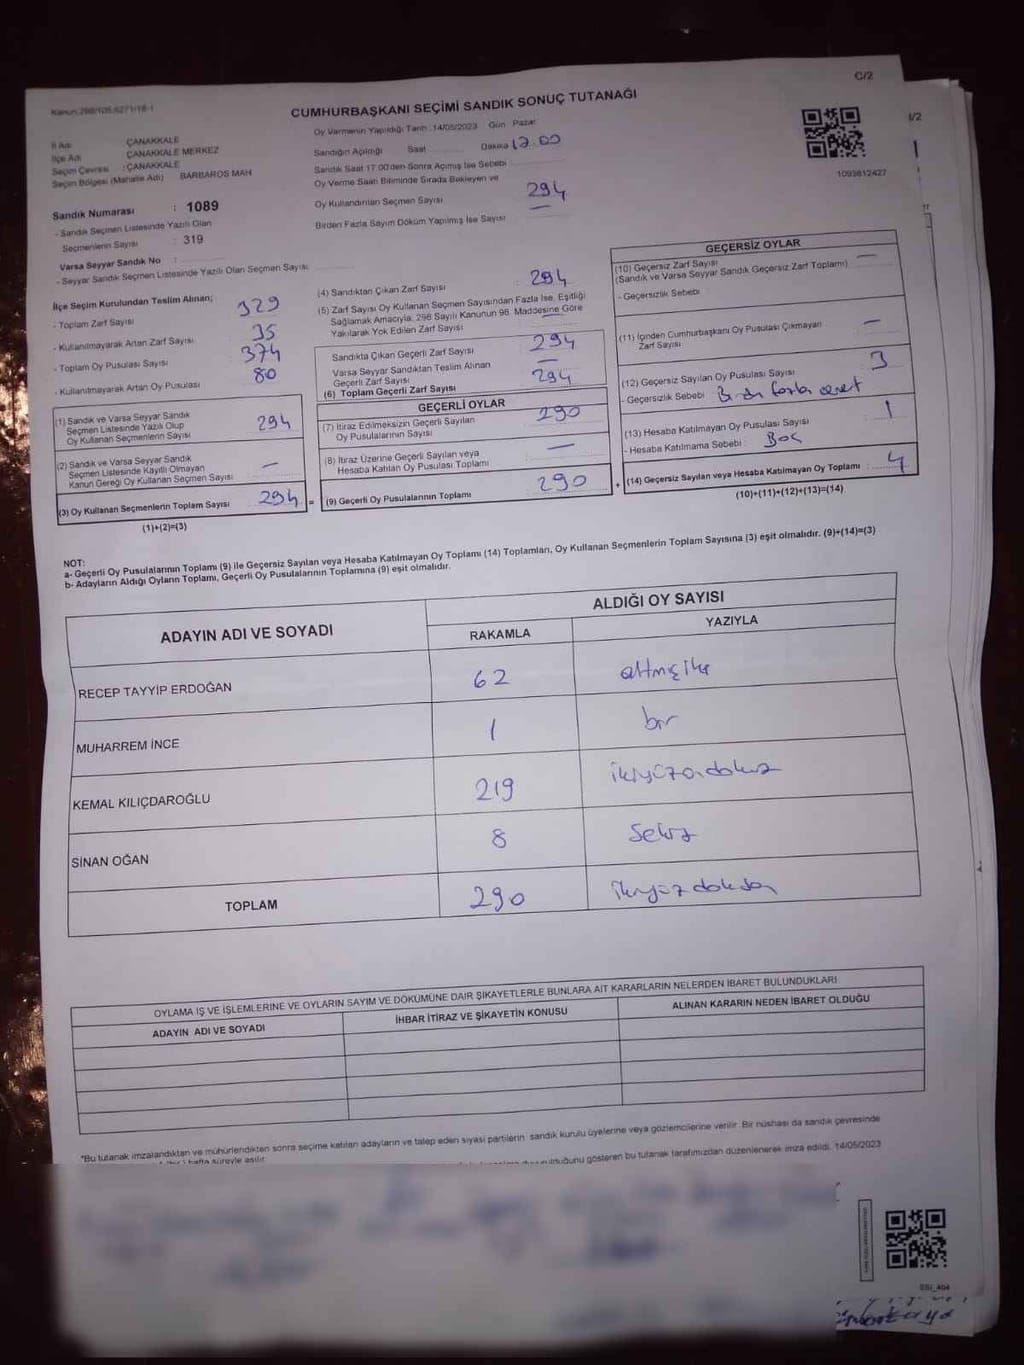 C/2
CUMHURBAŞKANI SEÇİMİ SANDIK SONUÇ TUTANAĞI
İl Adı ÇANAKKALE
İlçe Adı ÇANAKKALE MERKEZ
Seçim Çevresi : ÇANAKKALE
Seçim Bölgesi (Mahalle Adı) BARBAROS MAH
Oy Vermenin Yapıldığı Tarih : 14/05/2023 Gün Pazar
Sandığın Açıldığı Saat Dakika 17.00
Sandık Saat 17.00'den Sonra Açılmış İse Sebebi
Oy Verme Saati Bitiminde Sırada Bekleyen ve
Oy Kullandırılan Seçmen Sayısı 294
Birden Fazla Sayım Döküm Yapılmış İse Sayısı —
1093612427
Sandık Numarası : 1089
- Sandık Seçmen Listesinde Yazılı Olan
Seçmenlerin Sayısı : 319
Varsa Seyyar Sandık No :
- Seyyar Sandık Seçmen Listesinde Yazılı Olan Seçmen Sayısı
İlçe Seçim Kurulundan Teslim Alınan;
- Toplam Zarf Sayısı 329
- Kullanılmayarak Artan Zarf Sayısı 35
- Toplam Oy Pusulası Sayısı 374
- Kullanılmayarak Artan Oy Pusulası 80
(1) Sandık ve Varsa Seyyar Sandık
Seçmen Listesinde Yazılı Olup
Oy Kullanan Seçmenlerin Sayısı 294
(2) Sandık ve Varsa Seyyar Sandık
Seçmen Listesinde Kayıtlı Olmayan
Kanun Gereği Oy Kullanan Seçmen Sayısı —
(3) Oy Kullanan Seçmenlerin Toplam Sayısı 294 =
(1)+(2)=(3)
(4) Sandıktan Çıkan Zarf Sayısı : 294
(5) Zarf Sayısı Oy Kullanan Seçmen Sayısından Fazla İse, Eşitliği
Sağlamak Amacıyla, 298 Sayılı Kanunun 98. Maddesine Göre
Yakılarak Yok Edilen Zarf Sayısı —
Sandıkta Çıkan Geçerli Zarf Sayısı 294
Varsa Seyyar Sandıktan Teslim Alınan
Geçerli Zarf Sayısı —
(6) Toplam Geçerli Zarf Sayısı 294
GEÇERLİ OYLAR
(7) İtiraz Edilmeksizin Geçerli Sayılan
Oy Pusulalarının Sayısı 290
(8) İtiraz Üzerine Geçerli Sayılan veya
Hesaba Katılan Oy Pusulası Toplamı —
(9) Geçerli Oy Pusulalarının Toplamı 290 +
GEÇERSİZ OYLAR
(10) Geçersiz Zarf Sayısı —
(Sandık ve Varsa Seyyar Sandık Geçersiz Zarf Toplamı)
- Geçersizlik Sebebi
(11) İçinden Cumhurbaşkanı Oy Pusulası Çıkmayan
Zarf Sayısı —
(12) Geçersiz Sayılan Oy Pusulası Sayısı 3
- Geçersizlik Sebebi Birden fazla evet
(13) Hesaba Katılmayan Oy Pusulası Sayısı 1
- Hesaba Katılmama Sebebi : Boş
(14) Geçersiz Sayılan veya Hesaba Katılmayan Oy Toplamı : 4
(10)+(11)+(12)+(13)=(14)
NOT:
a- Geçerli Oy Pusulalarının Toplamı (9) ile Geçersiz Sayılan veya Hesaba Katılmayan Oy Toplamı (14) Toplamları, Oy Kullanan Seçmenlerin Toplam Sayısına (3) eşit olmalıdır. (9)+(14)=(3)
b- Adayların Aldığı Oyların Toplamı, Geçerli Oy Pusulalarının Toplamına (9) eşit olmalıdır.
ADAYIN ADI VE SOYADI ALDIĞI OY SAYISI
RAKAMLA YAZIYLA
RECEP TAYYİP ERDOĞAN 62 altmışiki
MUHARREM İNCE 1 bir
KEMAL KILIÇDAROĞLU 219 ikiyüzondokuz
SİNAN OĞAN 8 Sekiz
TOPLAM 290 ikiyüzdoksan
OYLAMA İŞ VE İŞLEMLERİNE VE OYLARIN SAYIM VE DÖKÜMÜNE DAİR ŞİKAYETLERLE BUNLARA AİT KARARLARIN NELERDEN İBARET BULUNDUKLARI
ADAYIN ADI VE SOYADI İHBAR İTİRAZ VE ŞİKAYETİN KONUSU ALINAN KARARIN NEDEN İBARET OLDUĞU
"Bu tutanak imzalandıktan ve mühürlendikten sonra seçime katılan adayların ve talep eden siyasi partilerin sandık kurulu üyelerine veya gözlemcilerine verilir. Bir nüshası da sandık çevresinde
hafta süreyle asılır.
gösteren bu tutanak tarafımızdan düzenlenerek imza edildi. 14/05/2023